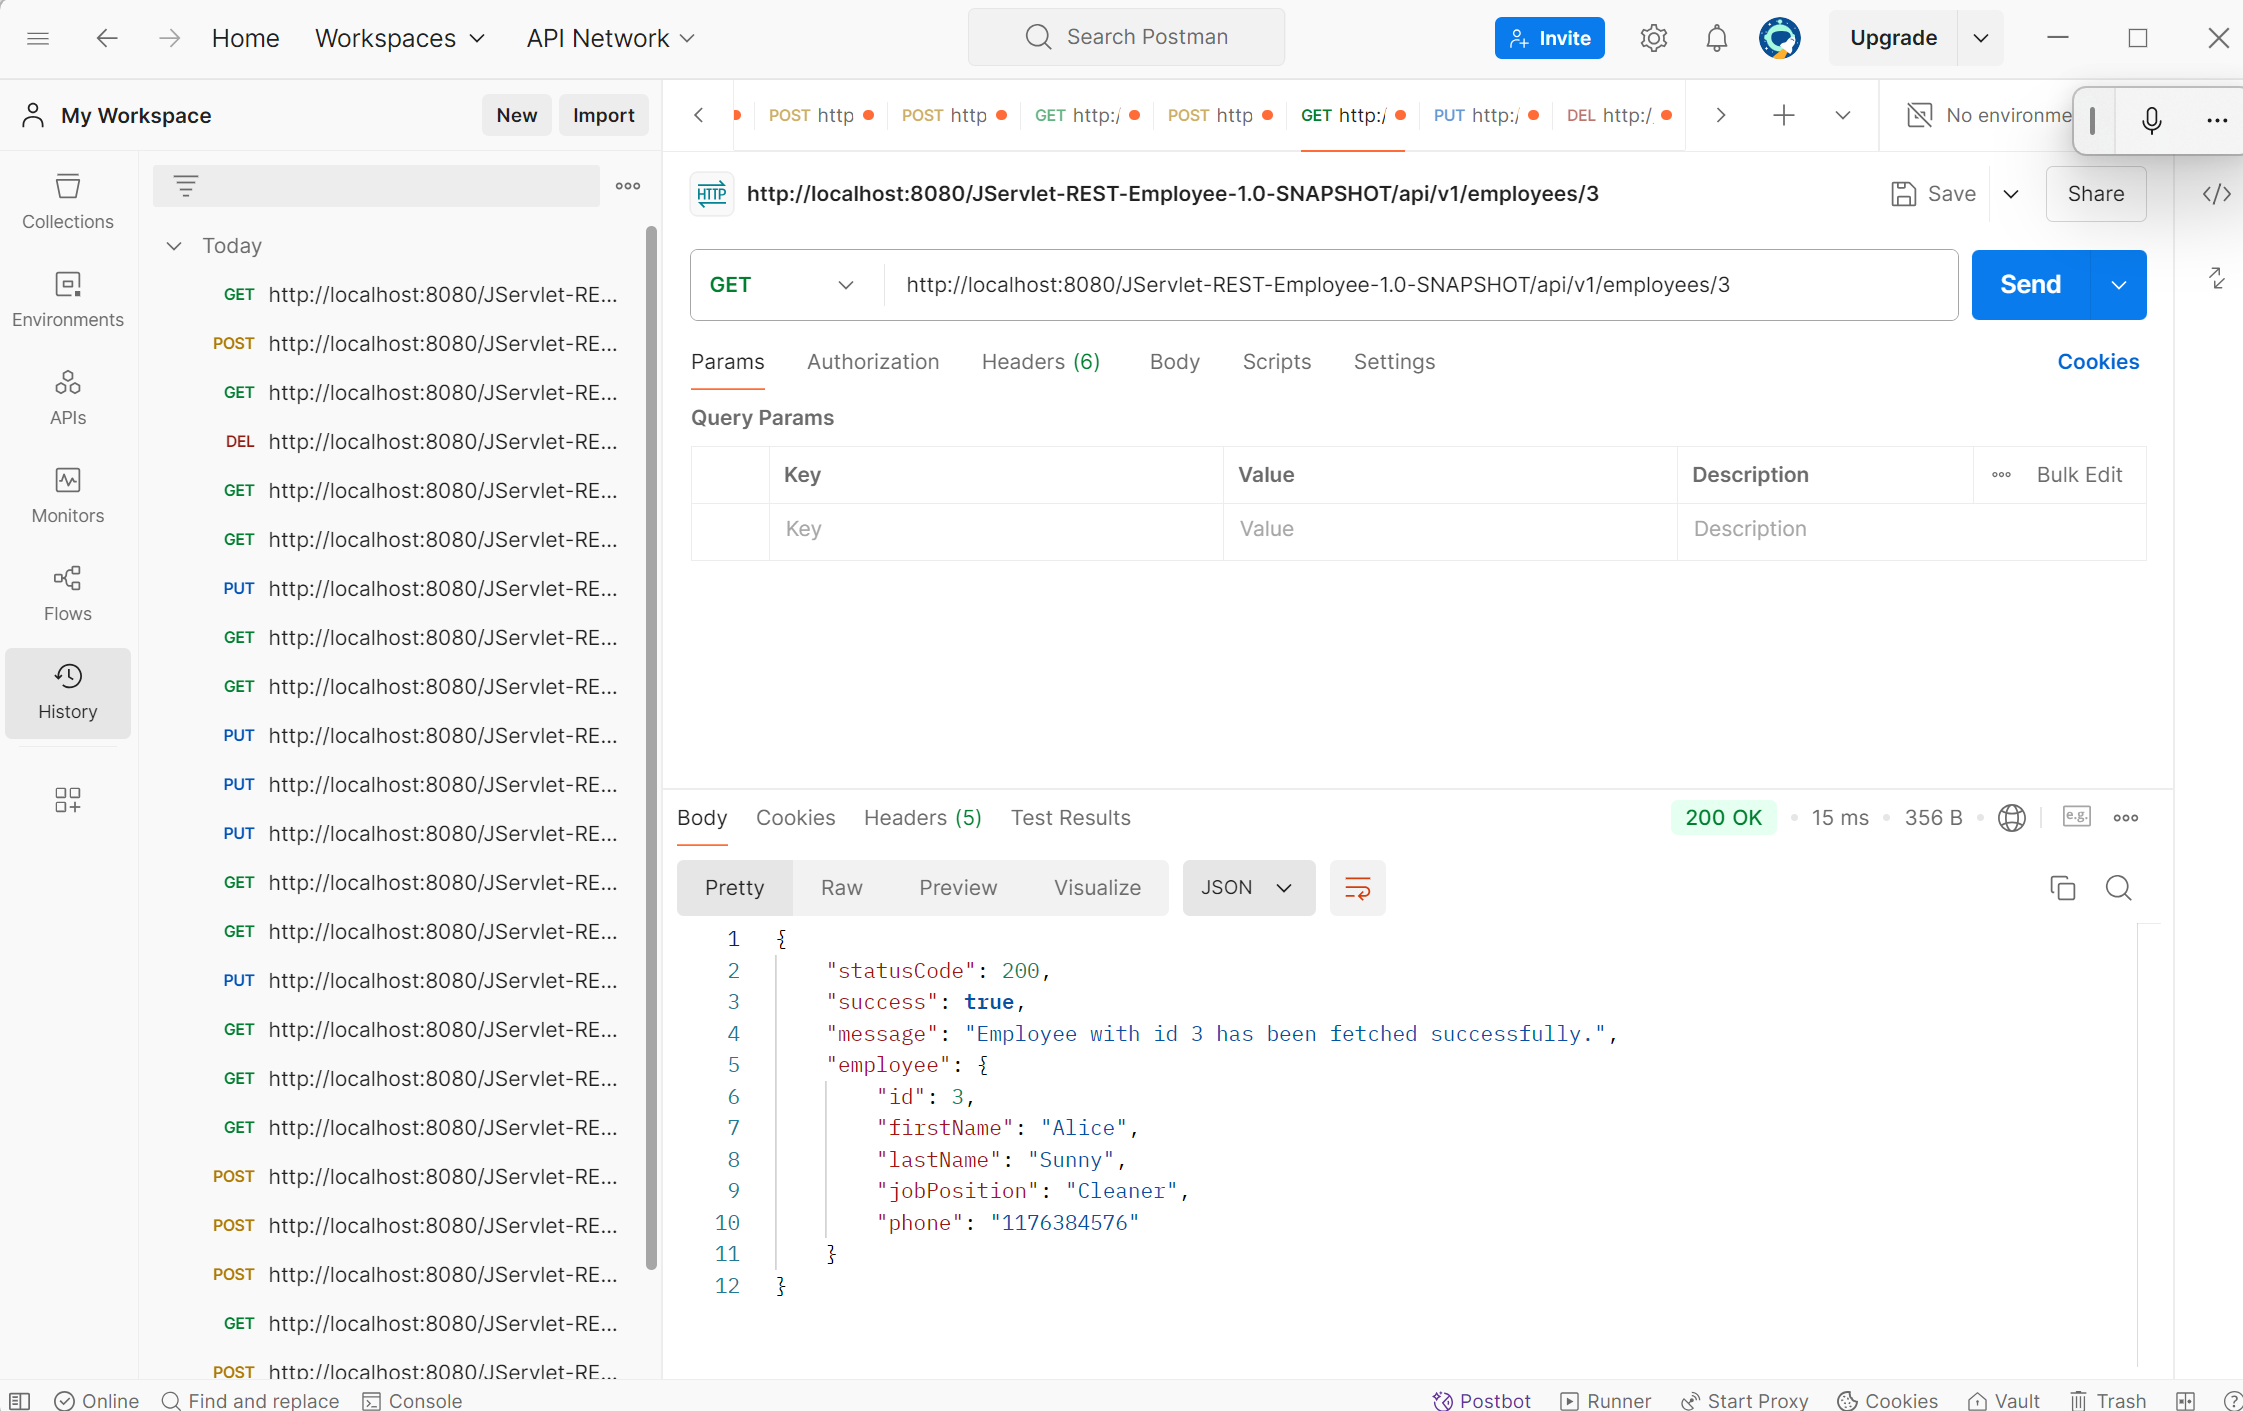 Home Workspaces API Network Search Postman Invite Upgrade
My Workspace New Import
POST http POST http GET http:/ POST http GET http:/ PUT http:/ DEL http:/ No environme
HTTP http://localhost:8080/JServlet-REST-Employee-1.0-SNAPSHOT/api/v1/employees/3 Save Share
Collections
Environments
APIs
Monitors
Flows
History
Today
GET http://localhost:8080/JServlet-RE...
POST http://localhost:8080/JServlet-RE...
GET http://localhost:8080/JServlet-RE...
DEL http://localhost:8080/JServlet-RE...
GET http://localhost:8080/JServlet-RE...
GET http://localhost:8080/JServlet-RE...
PUT http://localhost:8080/JServlet-RE...
GET http://localhost:8080/JServlet-RE...
GET http://localhost:8080/JServlet-RE...
PUT http://localhost:8080/JServlet-RE...
PUT http://localhost:8080/JServlet-RE...
PUT http://localhost:8080/JServlet-RE...
GET http://localhost:8080/JServlet-RE...
GET http://localhost:8080/JServlet-RE...
PUT http://localhost:8080/JServlet-RE...
GET http://localhost:8080/JServlet-RE...
GET http://localhost:8080/JServlet-RE...
GET http://localhost:8080/JServlet-RE...
POST http://localhost:8080/JServlet-RE...
POST http://localhost:8080/JServlet-RE...
POST http://localhost:8080/JServlet-RE...
GET http://localhost:8080/JServlet-RE...
POST http://localhost:8080/JServlet-RE...
GET http://localhost:8080/JServlet-REST-Employee-1.0-SNAPSHOT/api/v1/employees/3 Send
Params Authorization Headers (6) Body Scripts Settings Cookies
Query Params
Key Value Description Bulk Edit
Key Value Description
Body Cookies Headers (5) Test Results 200 OK 15 ms 356 B e.g.
Pretty Raw Preview Visualize JSON
1 {
2 "statusCode": 200,
3 "success": true,
4 "message": "Employee with id 3 has been fetched successfully.",
5 "employee": {
6 "id": 3,
7 "firstName": "Alice",
8 "lastName": "Sunny",
9 "jobPosition": "Cleaner",
10 "phone": "1176384576"
11 }
12 }
Online Find and replace Console Postbot Runner Start Proxy Cookies Vault Trash